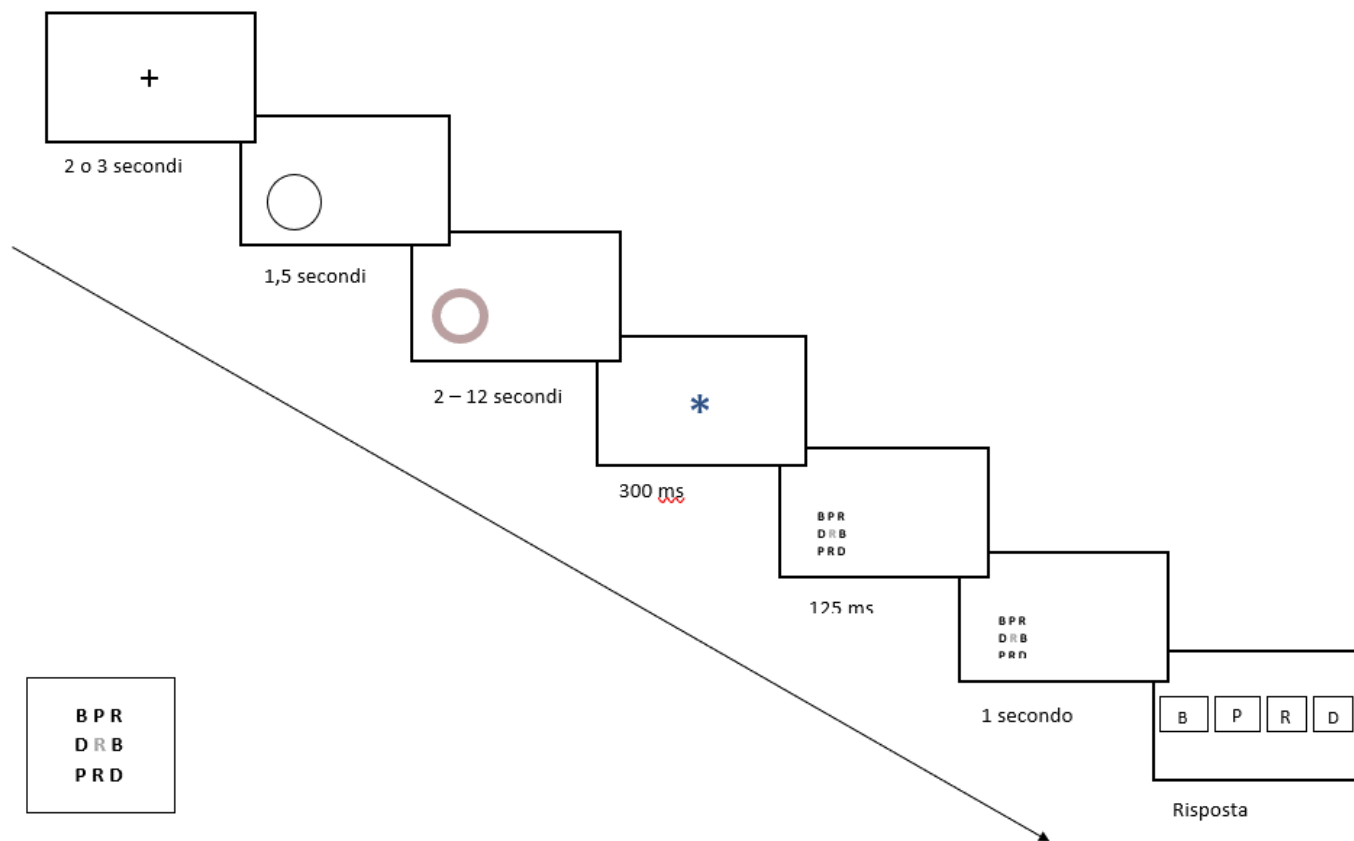 +
2 o 3 secondi
1,5 secondi
2 – 12 secondi
*
300 ms
B P R
D R B
P R D
125 ms
B P R
D R B
P R D
1 secondo
B P R D
Risposta
B P R
D R B
P R D